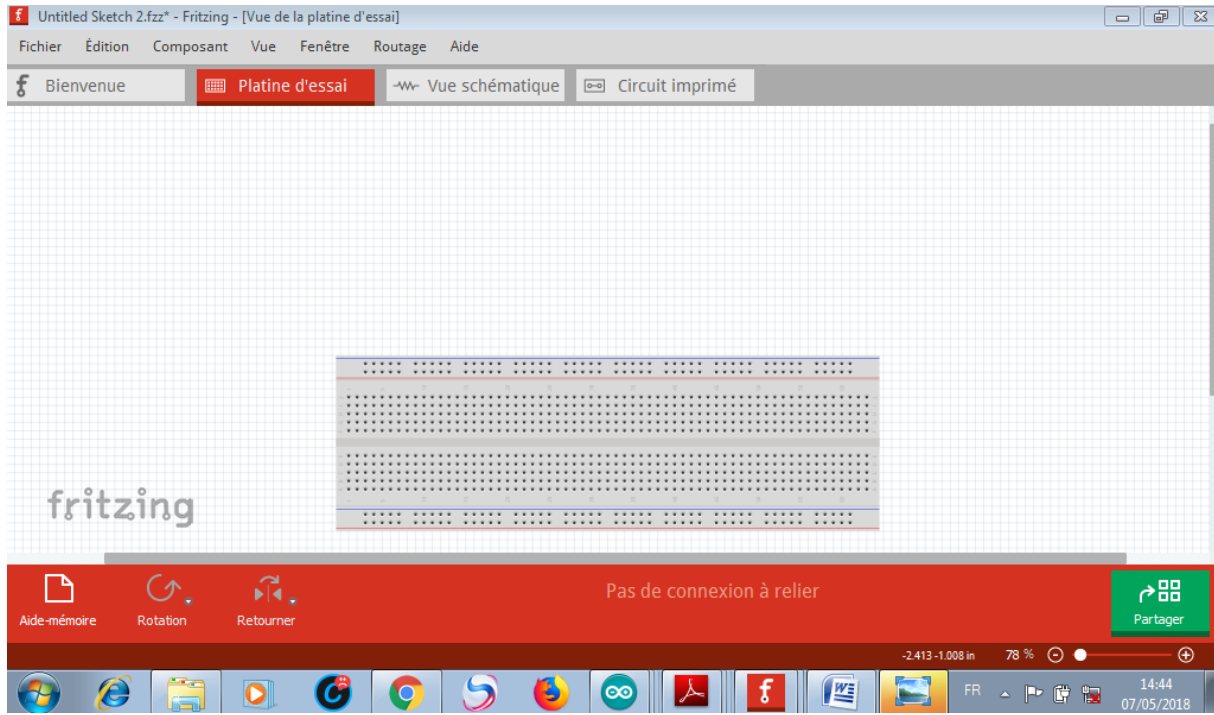 Untitled Sketch 2.fzz* - Fritzing - [Vue de la platine d'essai]
Fichier Édition Composant Vue Fenêtre Routage Aide
Bienvenue Platine d'essai Vue schématique Circuit imprimé
fritzing
Pas de connexion à relier
Aide-mémoire Rotation Retourner Partager
-2.413 -1.008 in 78 %
FR 14:44
07/05/2018